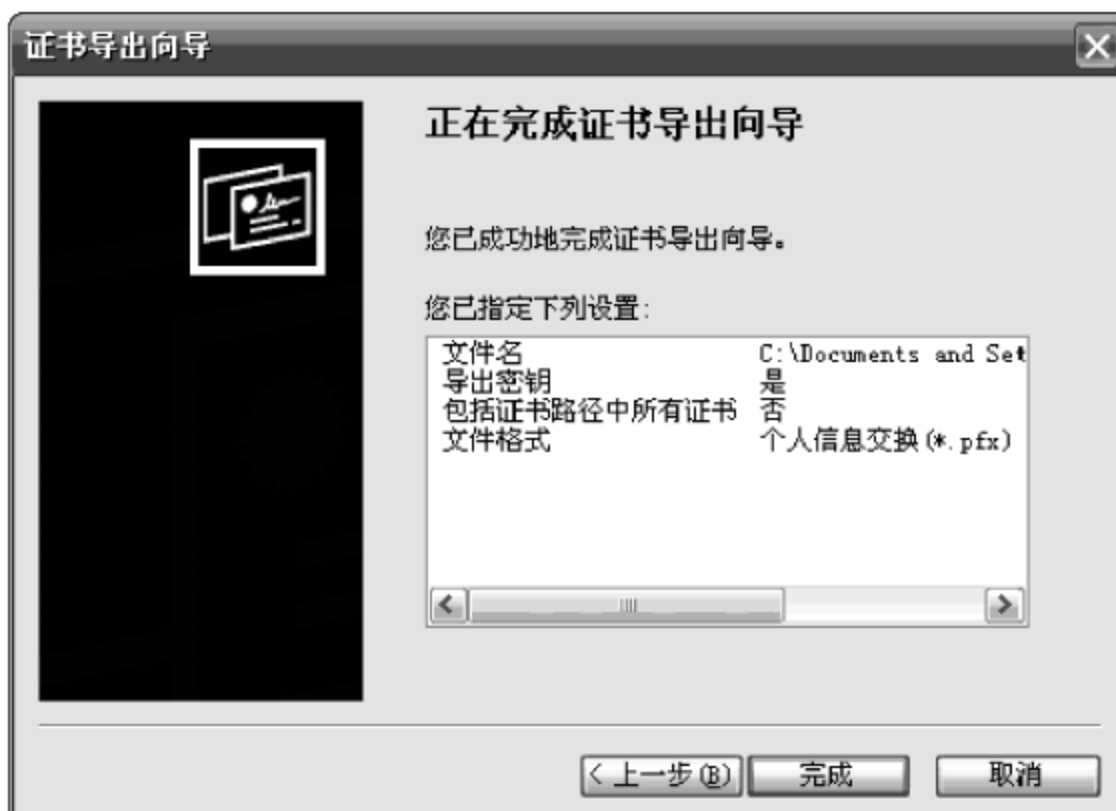 证书导出向导
正在完成证书导出向导
您已成功地完成证书导出向导。
您已指定下列设置:
文件名 C:\Documents and Set
导出密钥 是
包括证书路径中所有证书 否
文件格式 个人信息交换(*.pfx)
< 上一步(B) 完成 取消